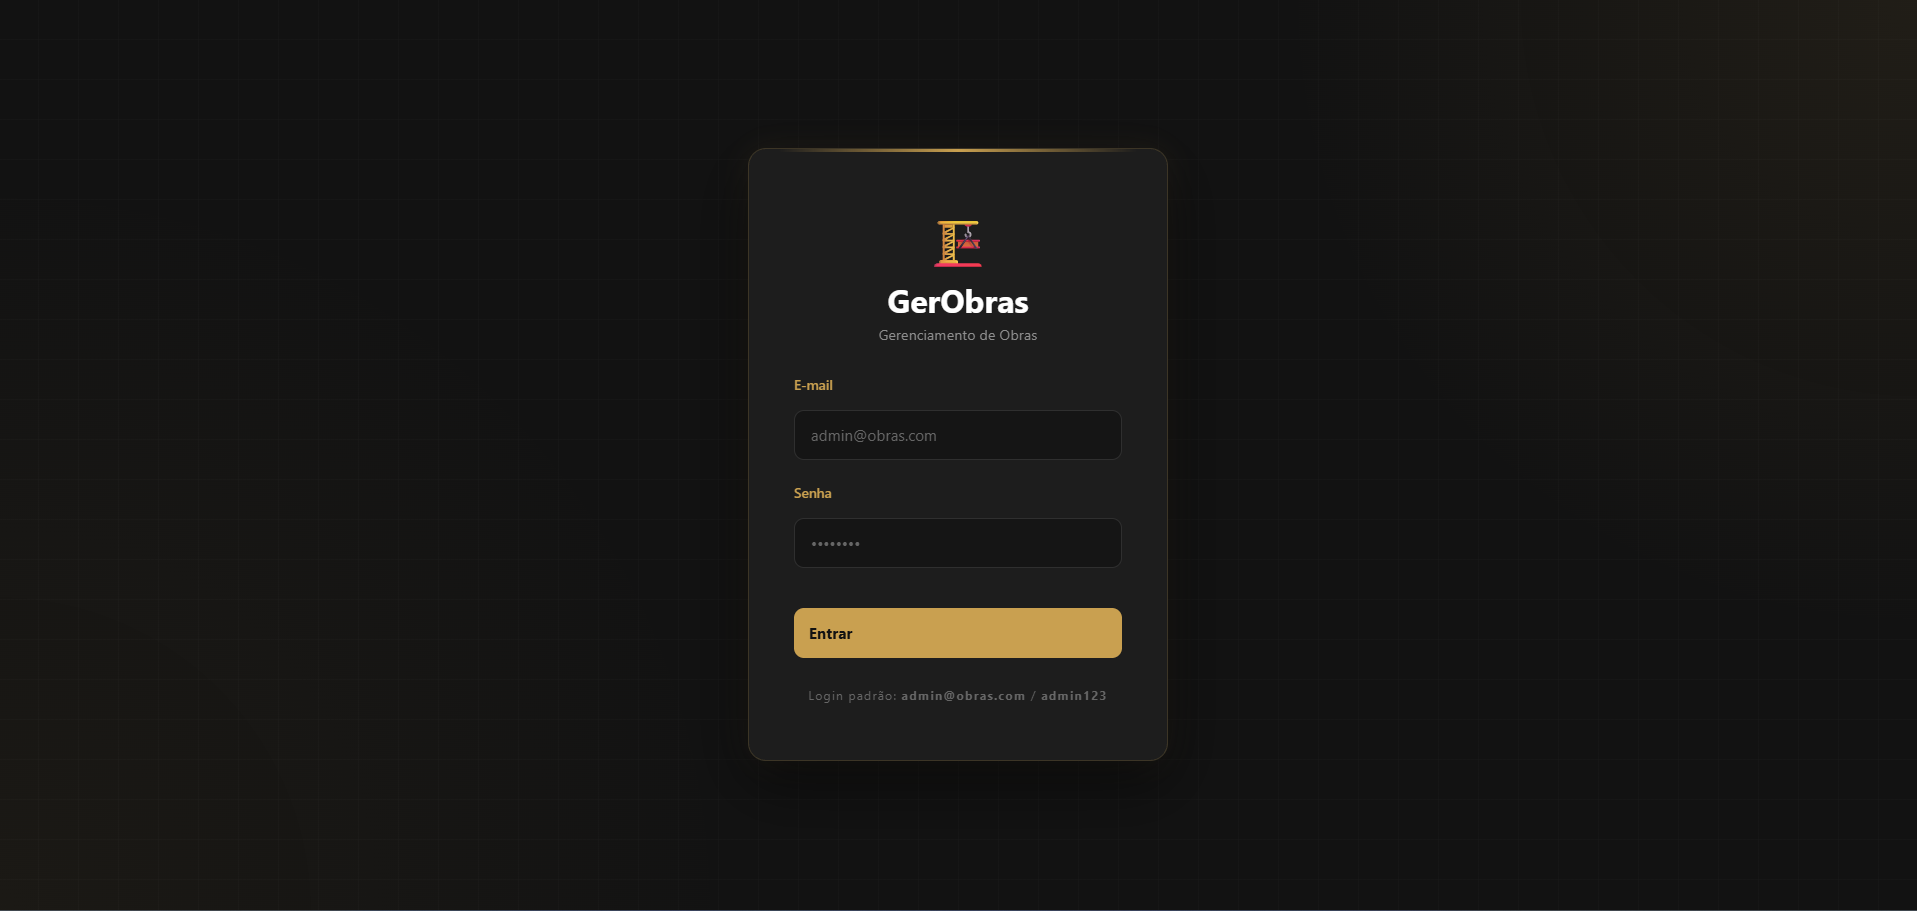 GerObras
Gerenciamento de Obras
E-mail
admin@obras.com
Senha
••••••••
Entrar
Login padrão: admin@obras.com / admin123